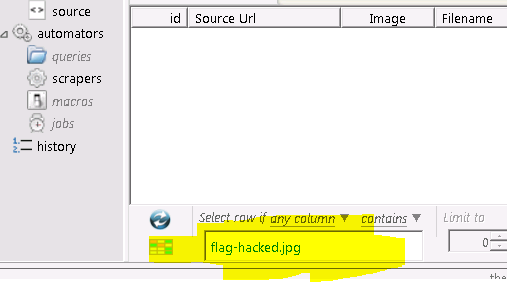 source
id Source Url Image Filename
automators
queries
scrapers
macros
jobs
history
Select row if any column contains Limit to
flag-hacked.jpg 0
the